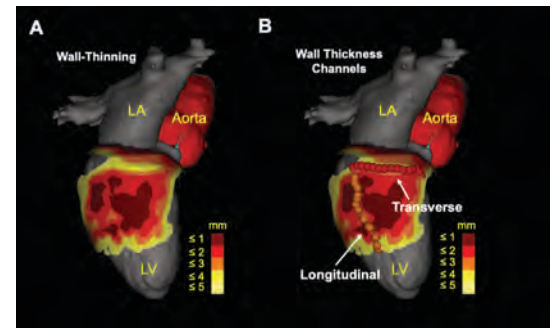 A
Wall-Thinning
LA
Aorta
LV
mm
≤ 1
≤ 2
≤ 3
≤ 4
≤ 5
B
Wall Thickness
Channels
LA
Aorta
Transverse
Longitudinal
LV
mm
≤ 1
≤ 2
≤ 3
≤ 4
≤ 5